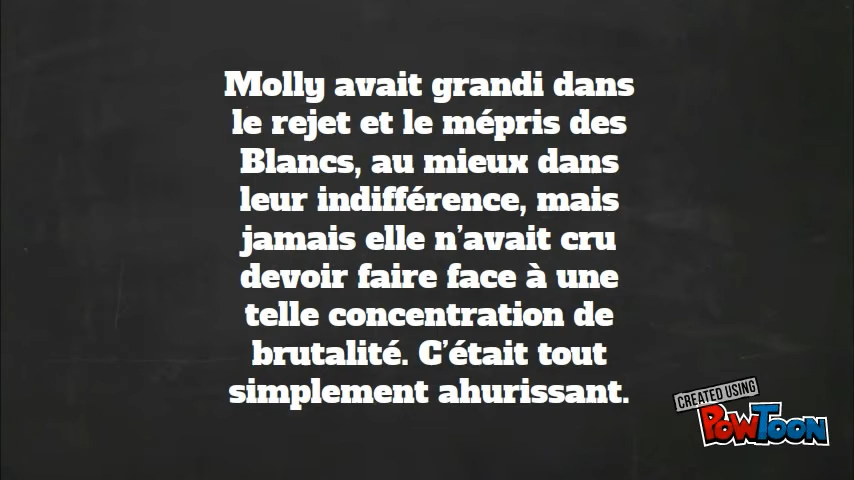 Molly avait grandi dans
le rejet et le mépris des
Blancs, au mieux dans
leur indifférence, mais
jamais elle n'avait cru
devoir faire face à une
telle concentration de
brutalité. C'était tout
simplement ahurissant.
CREATED USING
POWTOON